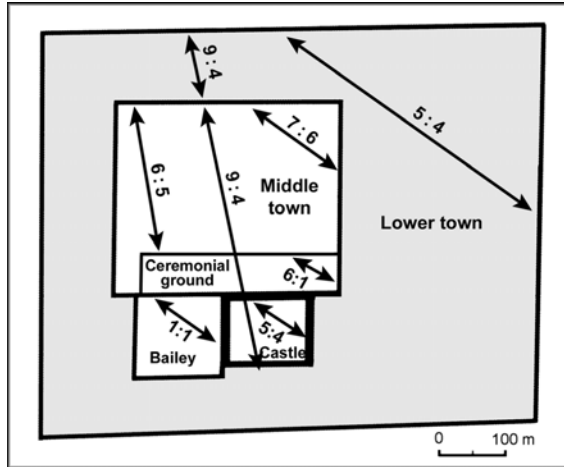 9 : 4
5 : 4
7 : 6
6 : 5
9 : 4
Middle
town
Lower town
Ceremonial
ground
6:1
1:1
5:4
Bailey
Castle
0 100 m